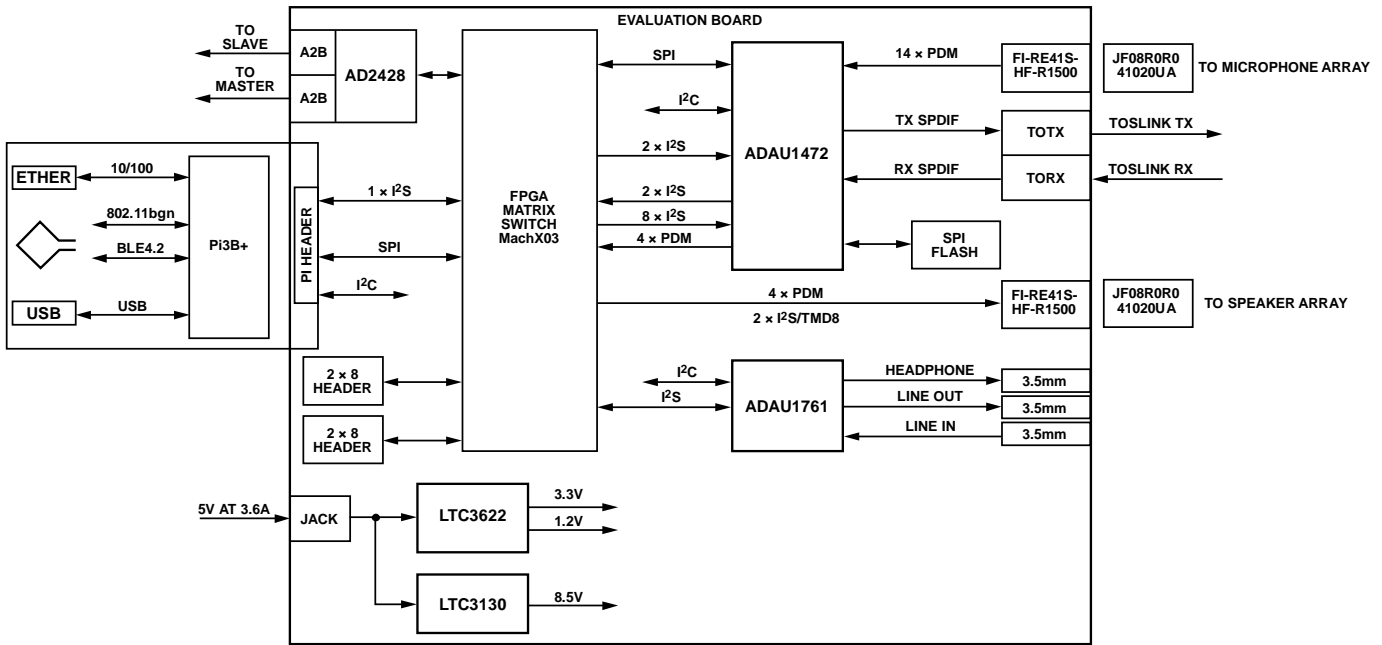 EVALUATION BOARD
TO
SLAVE
A2B
AD2428
TO
MASTER
A2B
SPI
14 × PDM
FI-RE41S-
HF-R1500
JF08R0R0
41020UA
TO MICROPHONE ARRAY
I²C
TX SPDIF
TOTX
TOSLINK TX
2 × I²S
ADAU1472
RX SPDIF
TORX
TOSLINK RX
ETHER
10/100
802.11bgn
BLE4.2
Pi3B+
USB
USB
PI HEADER
1 × I²S
SPI
I²C
FPGA
MATRIX
SWITCH
MachX03
2 × I²S
8 × I²S
4 × PDM
SPI
FLASH
4 × PDM
2 × I²S/TMD8
FI-RE41S-
HF-R1500
JF08R0R0
41020UA
TO SPEAKER ARRAY
2 × 8
HEADER
2 × 8
HEADER
I²C
I²S
ADAU1761
HEADPHONE
3.5mm
LINE OUT
3.5mm
LINE IN
3.5mm
5V AT 3.6A
JACK
LTC3622
3.3V
1.2V
LTC3130
8.5V